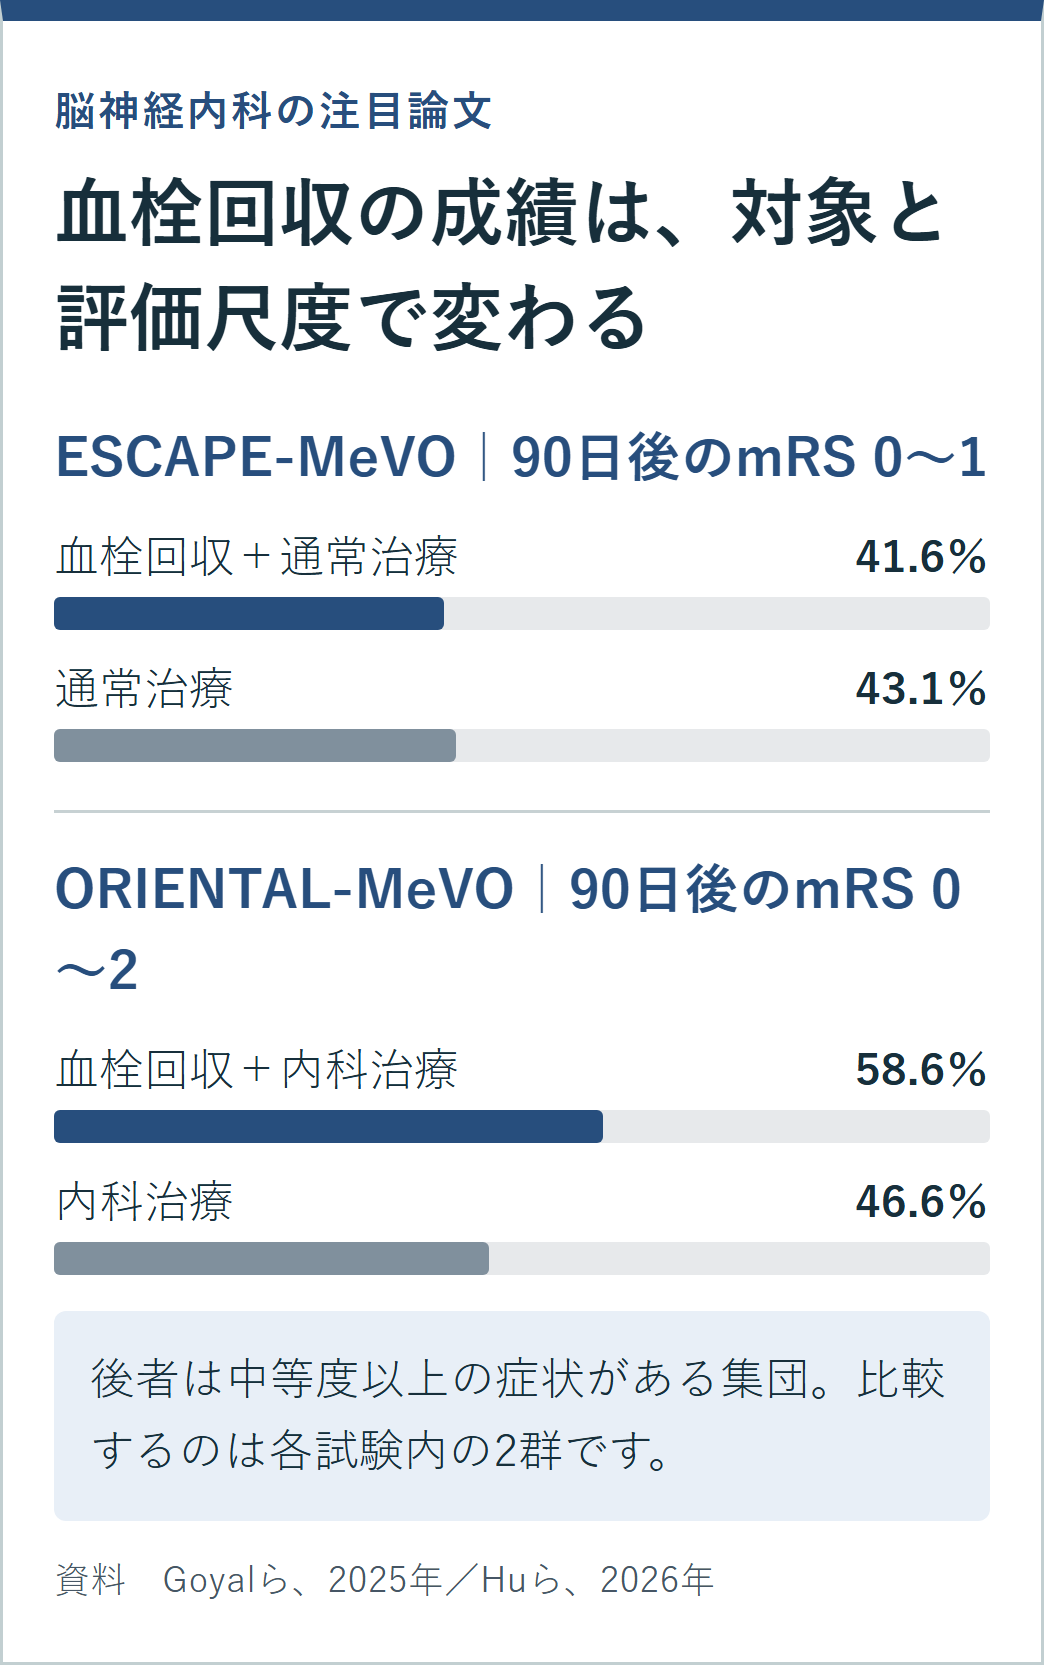 脳神経内科の注目論文
血栓回収の成績は、対象と
評価尺度で変わる
ESCAPE-MeVO｜90日後のmRS 0〜1
血栓回収＋通常治療 41.6%
通常治療 43.1%
ORIENTAL-MeVO｜90日後のmRS 0
〜2
血栓回収＋内科治療 58.6%
内科治療 46.6%
後者は中等度以上の症状がある集団。比較
するのは各試験内の2群です。
資料　Goyalら、2025年／Huら、2026年